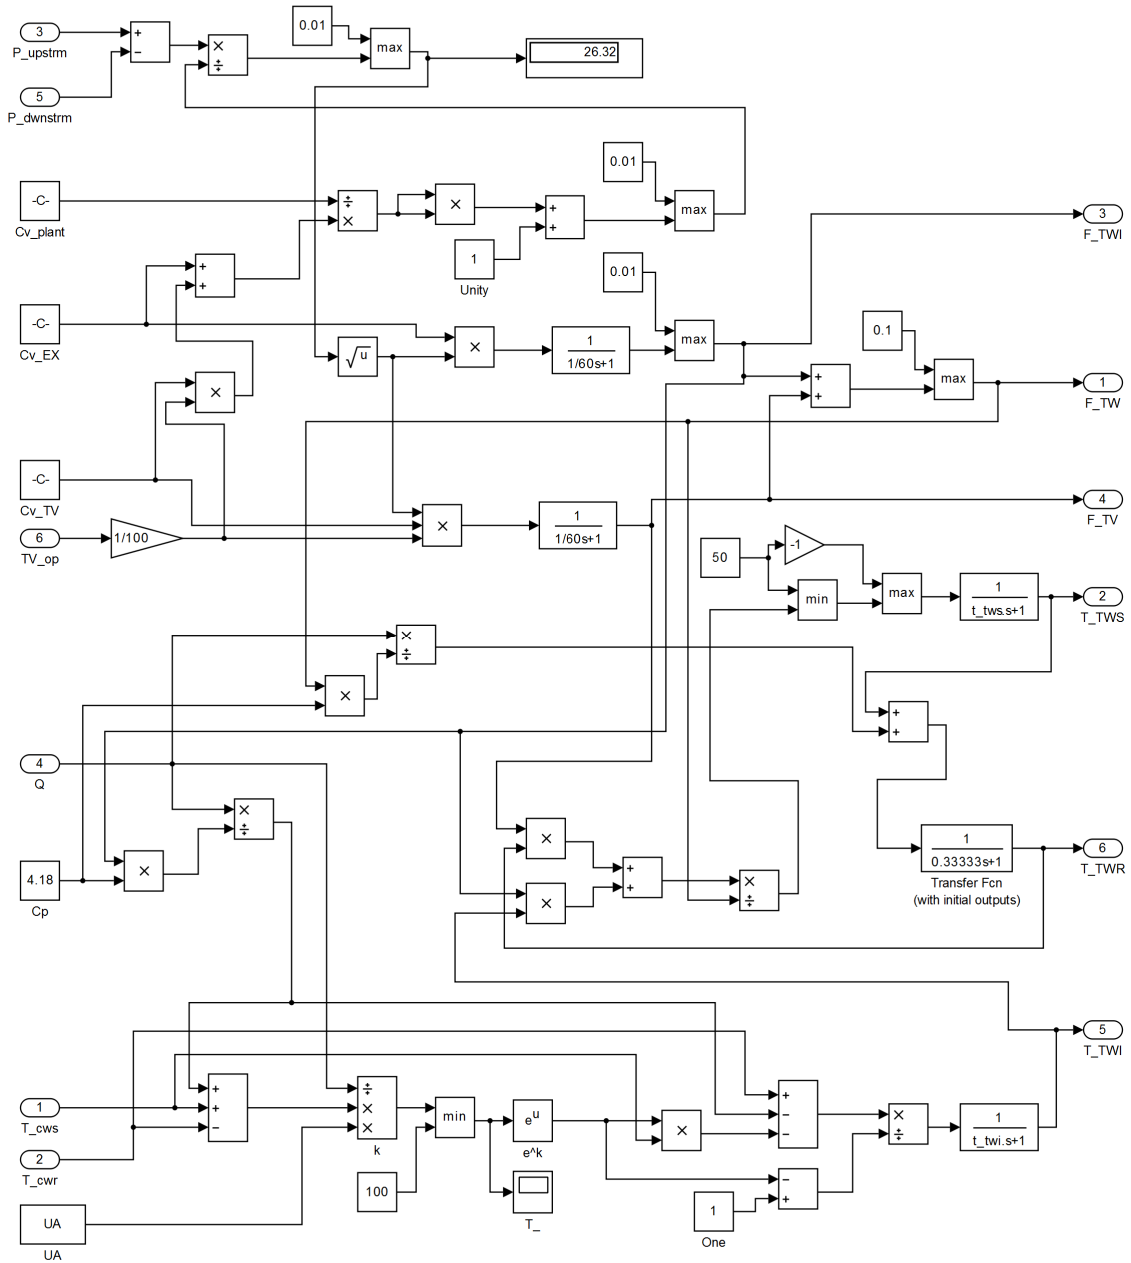 3
P_upstrm
5
P_dwnstrm
+
−
×
÷
0.01
max
26.32
-C-
Cv_plant
÷
×
×
1
Unity
+
+
0.01
max
3
F_TWI
+
+
-C-
Cv_EX
√u
×
1
1/60s+1
0.01
max
+
+
0.1
max
1
F_TW
×
-C-
Cv_TV
6
TV_op
1/100
×
1
1/60s+1
4
F_TV
50
-1
min
max
1
t_tws.s+1
2
T_TWS
×
÷
×
+
+
4
Q
×
÷
4.18
Cp
×
×
×
+
+
×
÷
1
0.33333s+1
Transfer Fcn
(with initial outputs)
6
T_TWR
5
T_TWI
1
T_cws
2
T_cwr
+
+
−
÷
×
×
k
min
100
eu
e^k
T_
×
+
−
−
−
+
1
One
×
÷
1
t_twi.s+1
UA
UA